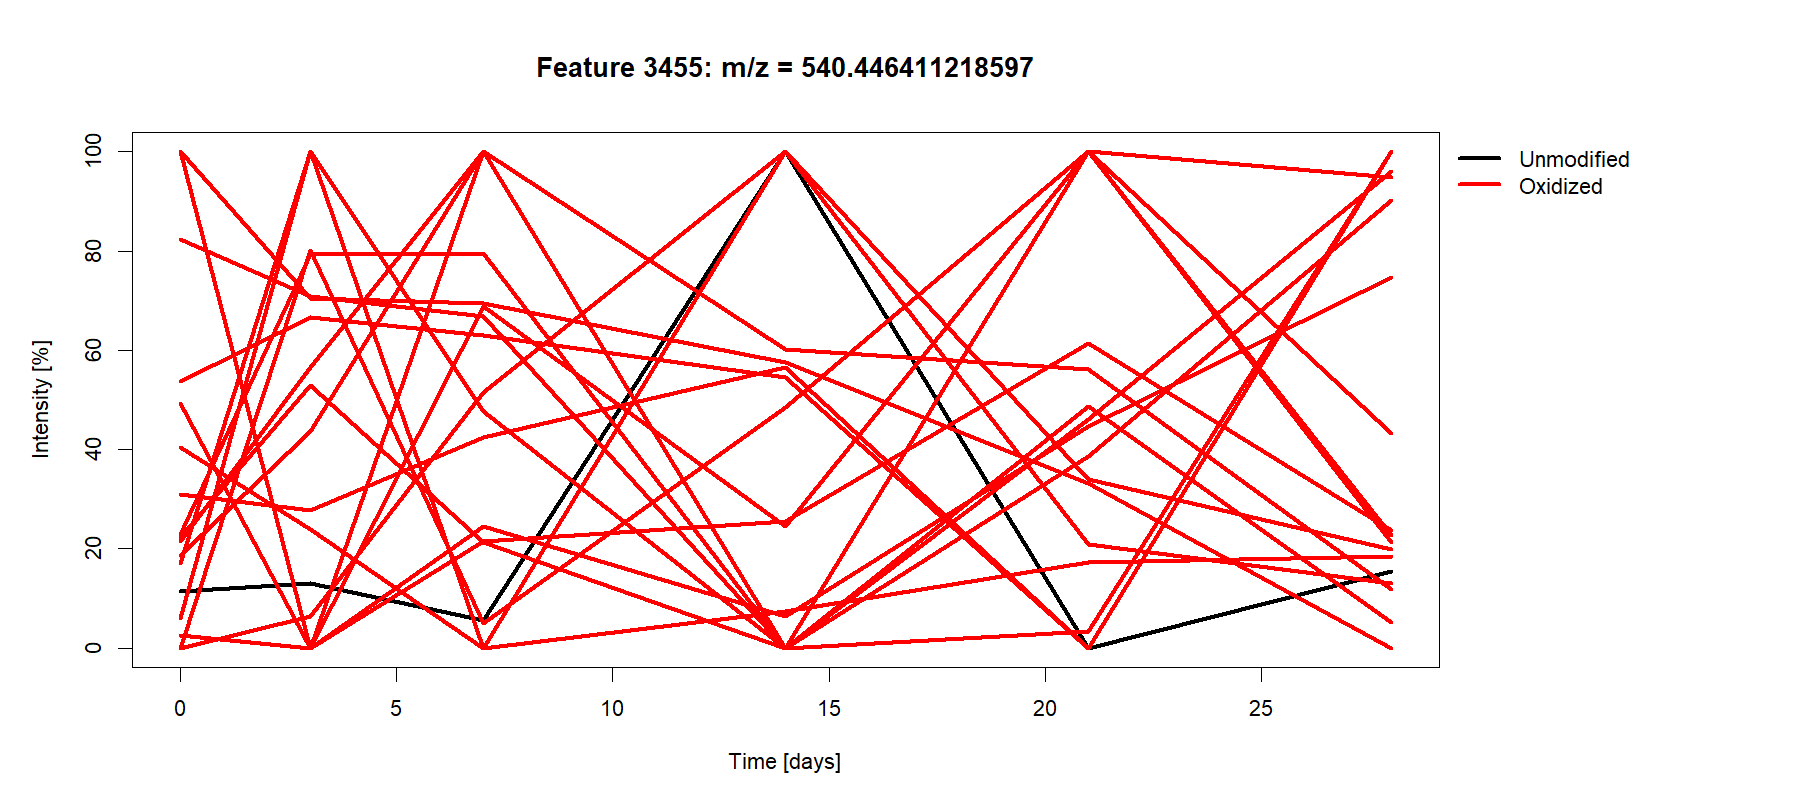 Feature 3455: m/z = 540.446411218597
Unmodified
Oxidized
Intensity [%]
100
80
60
40
20
0
0 5 10 15 20 25
Time [days]